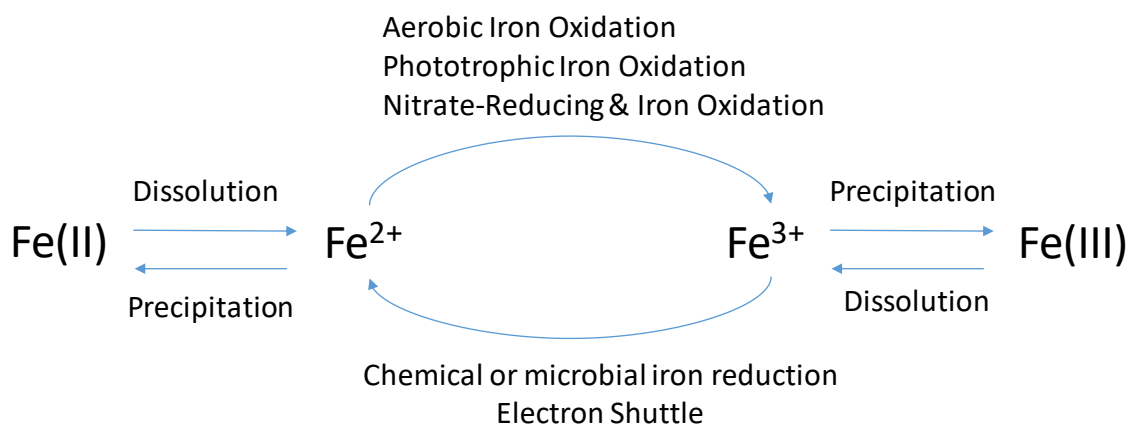 Aerobic Iron Oxidation
Phototrophic Iron Oxidation
Nitrate-Reducing & Iron Oxidation
Dissolution
Precipitation
Fe(II)
Fe²⁺
Fe³⁺
Fe(III)
Precipitation
Dissolution
Chemical or microbial iron reduction
Electron Shuttle